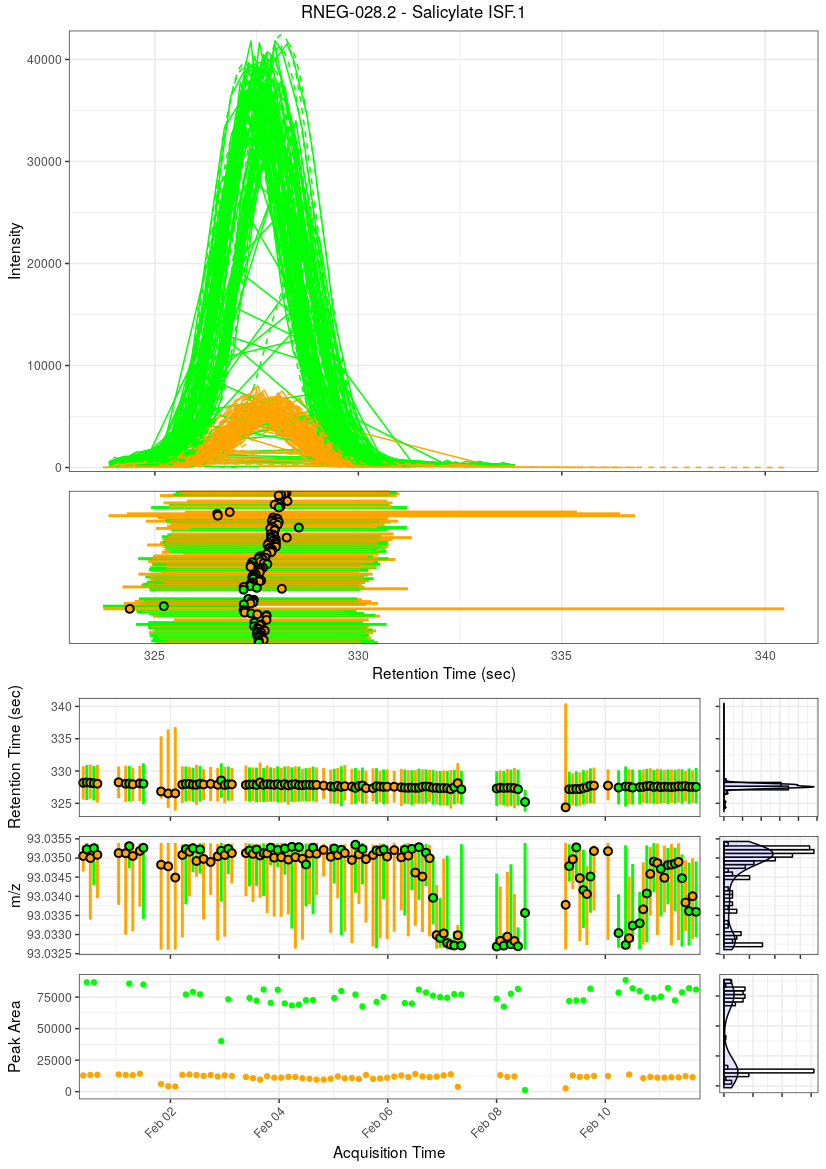 RNEG-028.2 - Salicylate ISF.1
Intensity
40000
30000
20000
10000
0
325
330
335
340
Retention Time (sec)
Retention Time (sec)
340
335
330
325
m/z
93.0355
93.0350
93.0345
93.0340
93.0335
93.0330
93.0325
Peak Area
75000
50000
25000
0
Feb 02
Feb 04
Feb 06
Feb 08
Feb 10
Acquisition Time